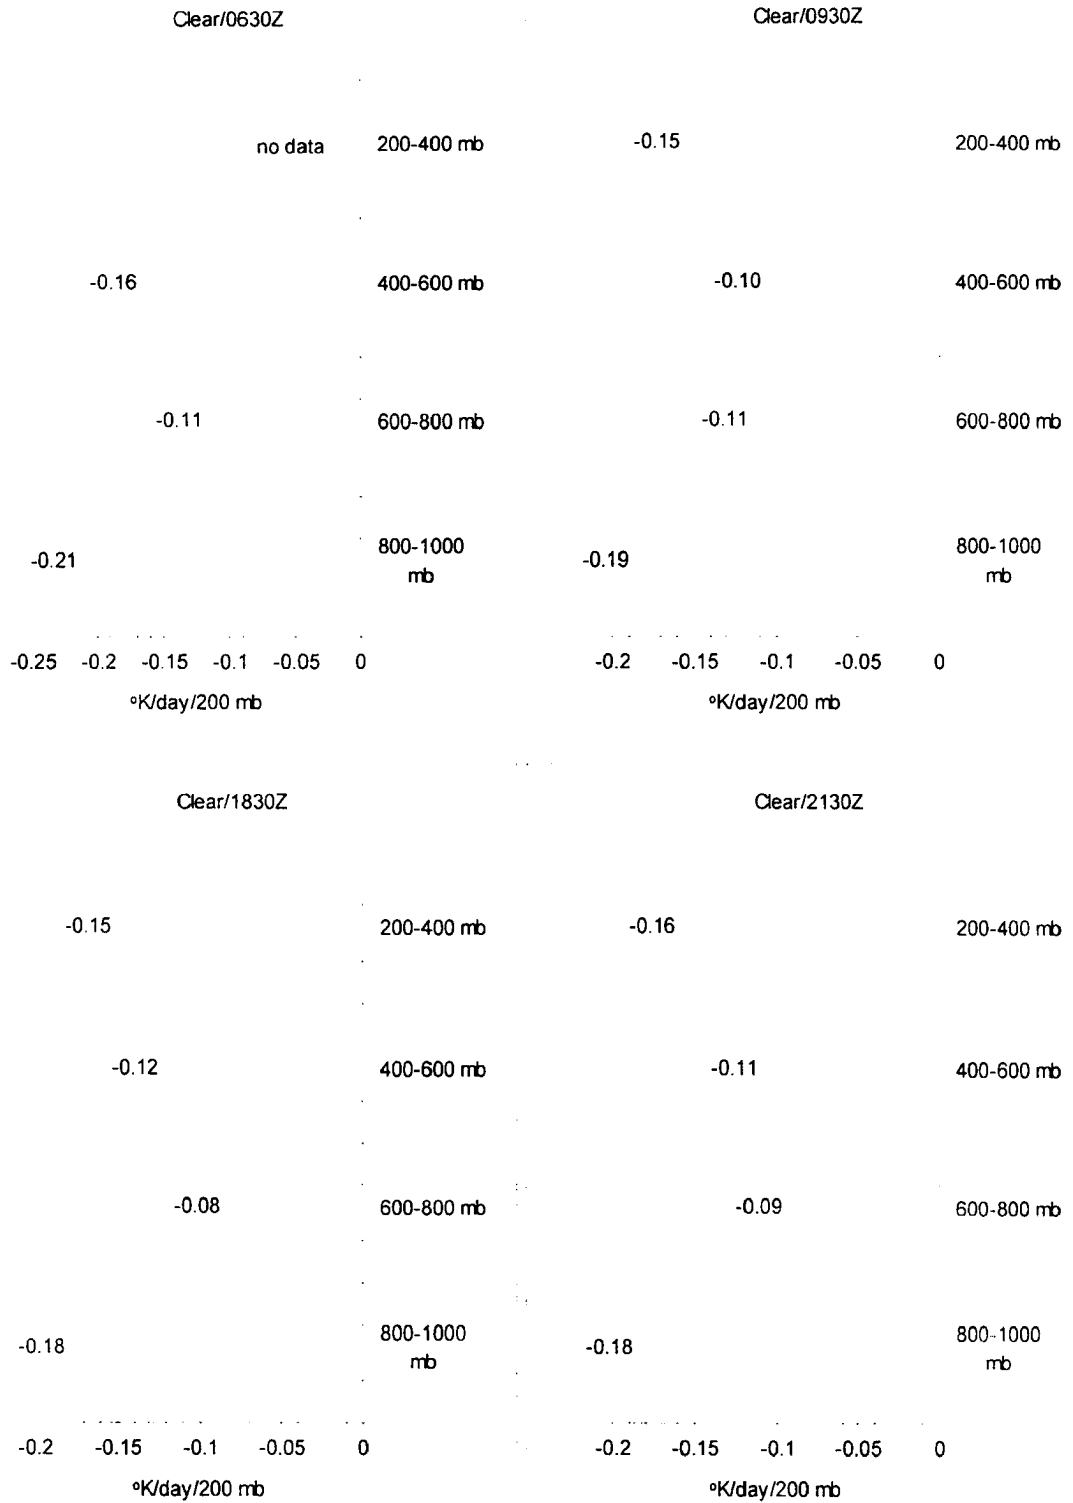 Clear/0630Z
no data 200-400 mb
-0.16 400-600 mb
-0.11 600-800 mb
-0.21 800-1000
mb
-0.25 -0.2 -0.15 -0.1 -0.05 0
°K/day/200 mb
Clear/0930Z
-0.15 200-400 mb
-0.10 400-600 mb
-0.11 600-800 mb
-0.19 800-1000
mb
-0.2 -0.15 -0.1 -0.05 0
°K/day/200 mb
Clear/1830Z
-0.15 200-400 mb
-0.12 400-600 mb
-0.08 600-800 mb
-0.18 800-1000
mb
-0.2 -0.15 -0.1 -0.05 0
°K/day/200 mb
Clear/2130Z
-0.16 200-400 mb
-0.11 400-600 mb
-0.09 600-800 mb
-0.18 800-1000
mb
-0.2 -0.15 -0.1 -0.05 0
°K/day/200 mb